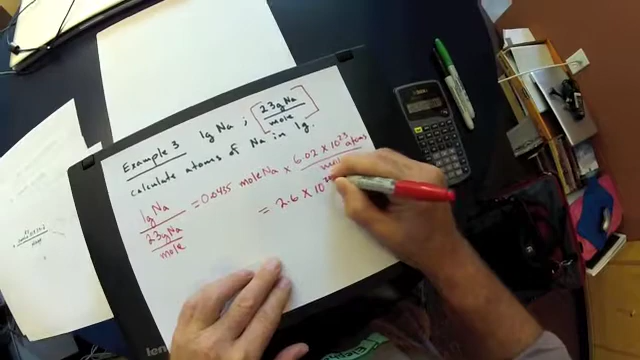 Example 3   1g Na ; [23g Na / mole]
calculate atoms of Na in 1g.
1g Na / 23g Na / mole = 0.0435 mole Na × 6.02 × 10^23 atoms / mole
= 2.6 × 10
lenovo